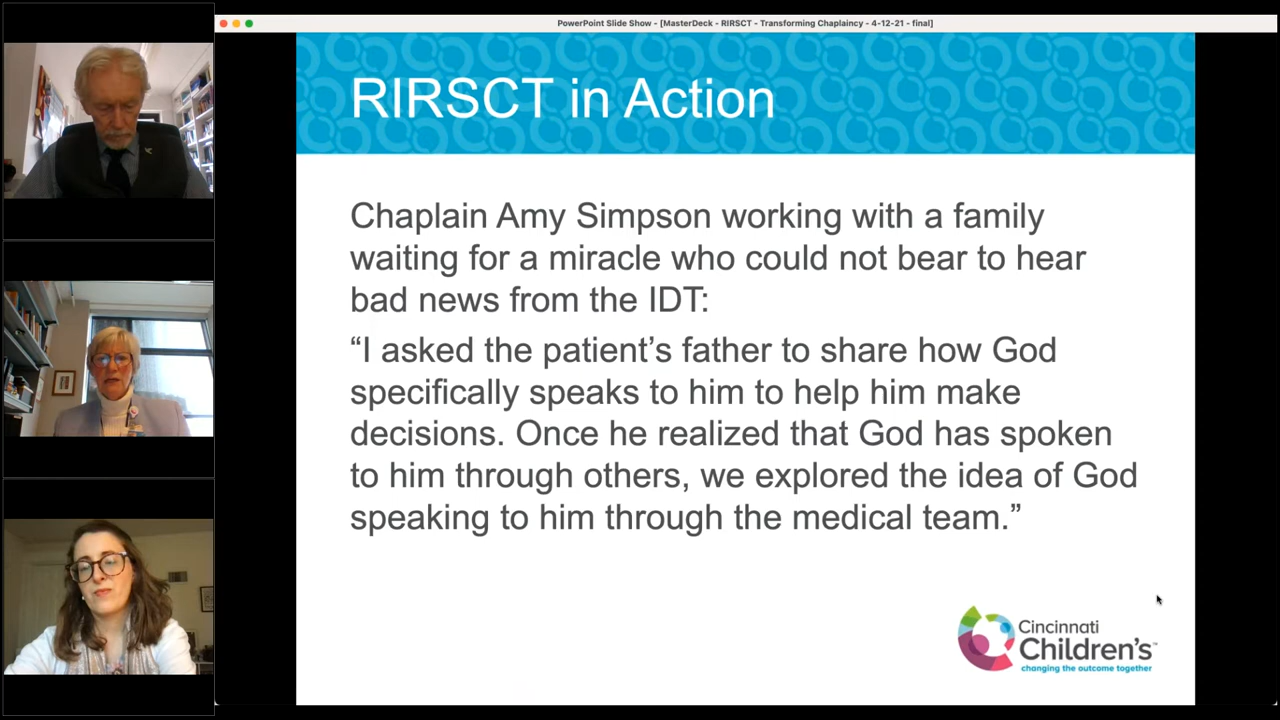 PowerPoint Slide Show - [MasterDeck - RIRSCT - Transforming Chaplaincy - 4-12-21 - final]
RIRSCT in Action
Chaplain Amy Simpson working with a family
waiting for a miracle who could not bear to hear
bad news from the IDT:
“I asked the patient’s father to share how God
specifically speaks to him to help him make
decisions. Once he realized that God has spoken
to him through others, we explored the idea of God
speaking to him through the medical team.”
Cincinnati
Children’s™
changing the outcome together